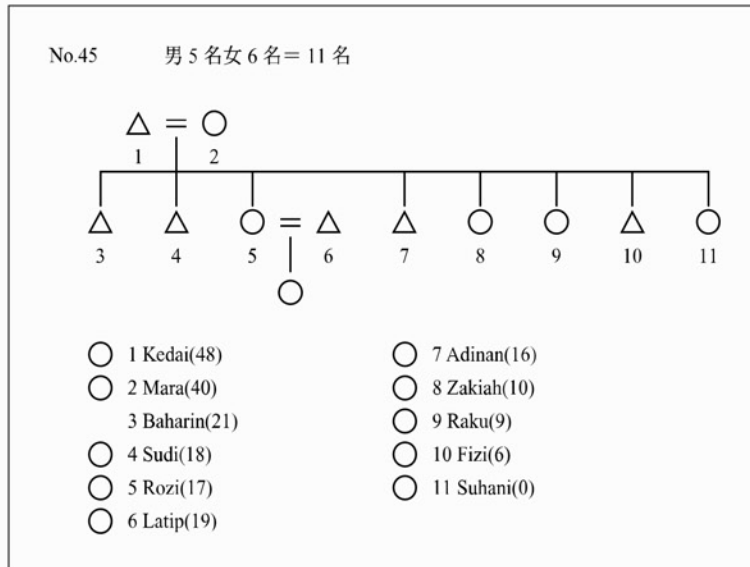 No.45 男 5 名女 6 名＝ 11 名
1 2
3 4 5 6 7 8 9 10 11
1 Kedai(48)
2 Mara(40)
3 Baharin(21)
4 Sudi(18)
5 Rozi(17)
6 Latip(19)
7 Adinan(16)
8 Zakiah(10)
9 Raku(9)
10 Fizi(6)
11 Suhani(0)